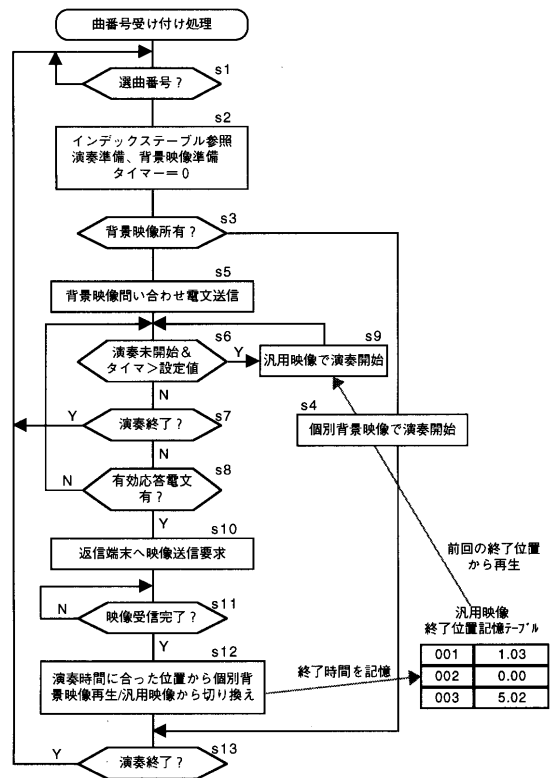 曲番号受け付け処理
s1
選曲番号？
s2
インデックステーブル参照
演奏準備、背景映像準備
タイマー＝０
s3
背景映像所有？
s5
背景映像問い合わせ電文送信
s6
演奏未開始＆
タイマ＞設定値
Y
s9
汎用映像で演奏開始
N
s4
個別背景映像で演奏開始
Y
演奏終了？
s7
N
s8
有効応答電文
有？
N
Y
s10
返信端末へ映像送信要求
前回の終了位置
から再生
N
映像受信完了？
s11
Y
汎用映像
終了位置記憶ﾃｰﾌﾞﾙ
s12
演奏時間に合った位置から個別背
景映像再生/汎用映像から切り換え
終了時間を記憶
001 1.03
002 0.00
003 5.02
Y
演奏終了？
s13